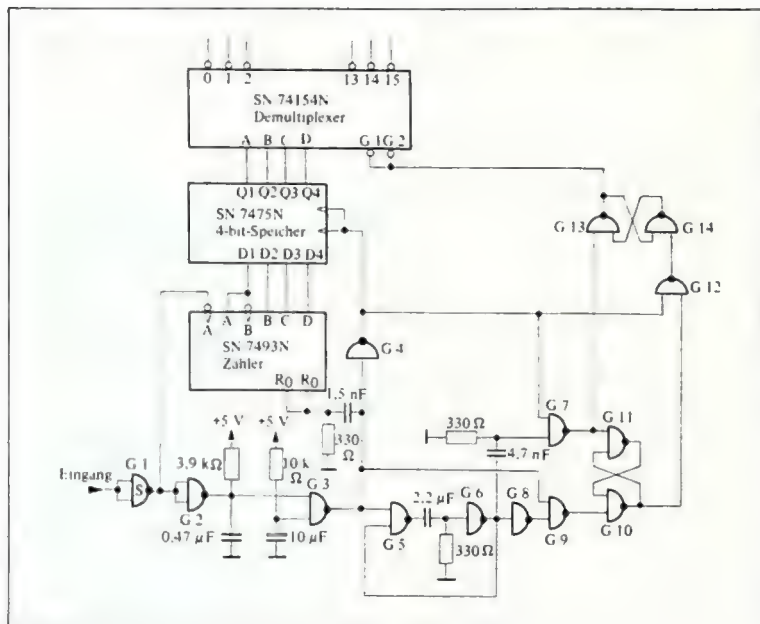 0 1 2 13 14 15
SN 74154N
Demultiplexer
A B C D G 1 G 2
Q1 Q2 Q3 Q4
SN 7475N
4-bit-Speicher
D1 D2 D3 D4
A A B B C D
SN 7493N
Zähler
R0 R0
G 13
G 14
G 12
G 4
1,5 nF
330 Ω
+5 V
+5 V
330 Ω
G 7
G 11
4,7 nF
Eingang
G 1
S
3,9 kΩ
10 k
Ω
G 3
G 2
2,2 µF
G 6
G 8
0,47 µF
10 µF
G 5
330 Ω
G 9
G 10